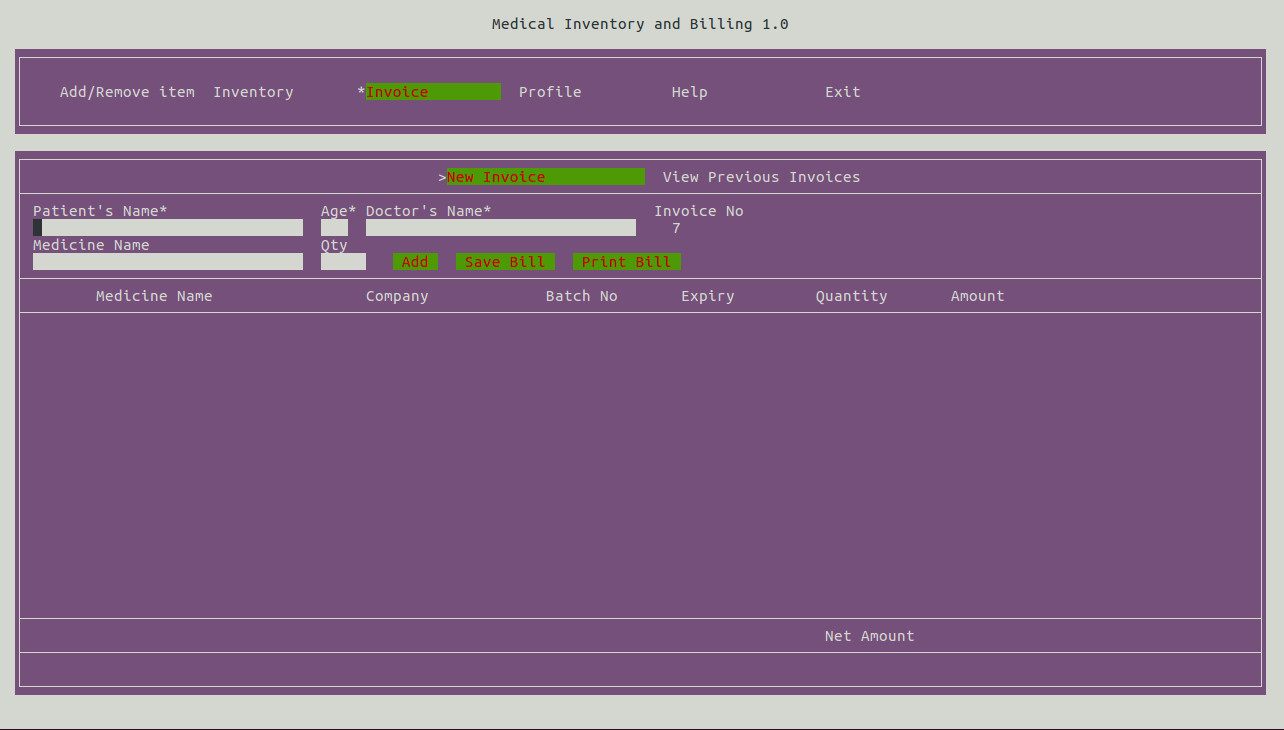 Medical Inventory and Billing 1.0
Add/Remove item Inventory *Invoice Profile Help Exit
>New Invoice View Previous Invoices
Patient's Name* Age* Doctor's Name* Invoice No
7
Medicine Name Qty
Add Save Bill Print Bill
Medicine Name Company Batch No Expiry Quantity Amount
Net Amount